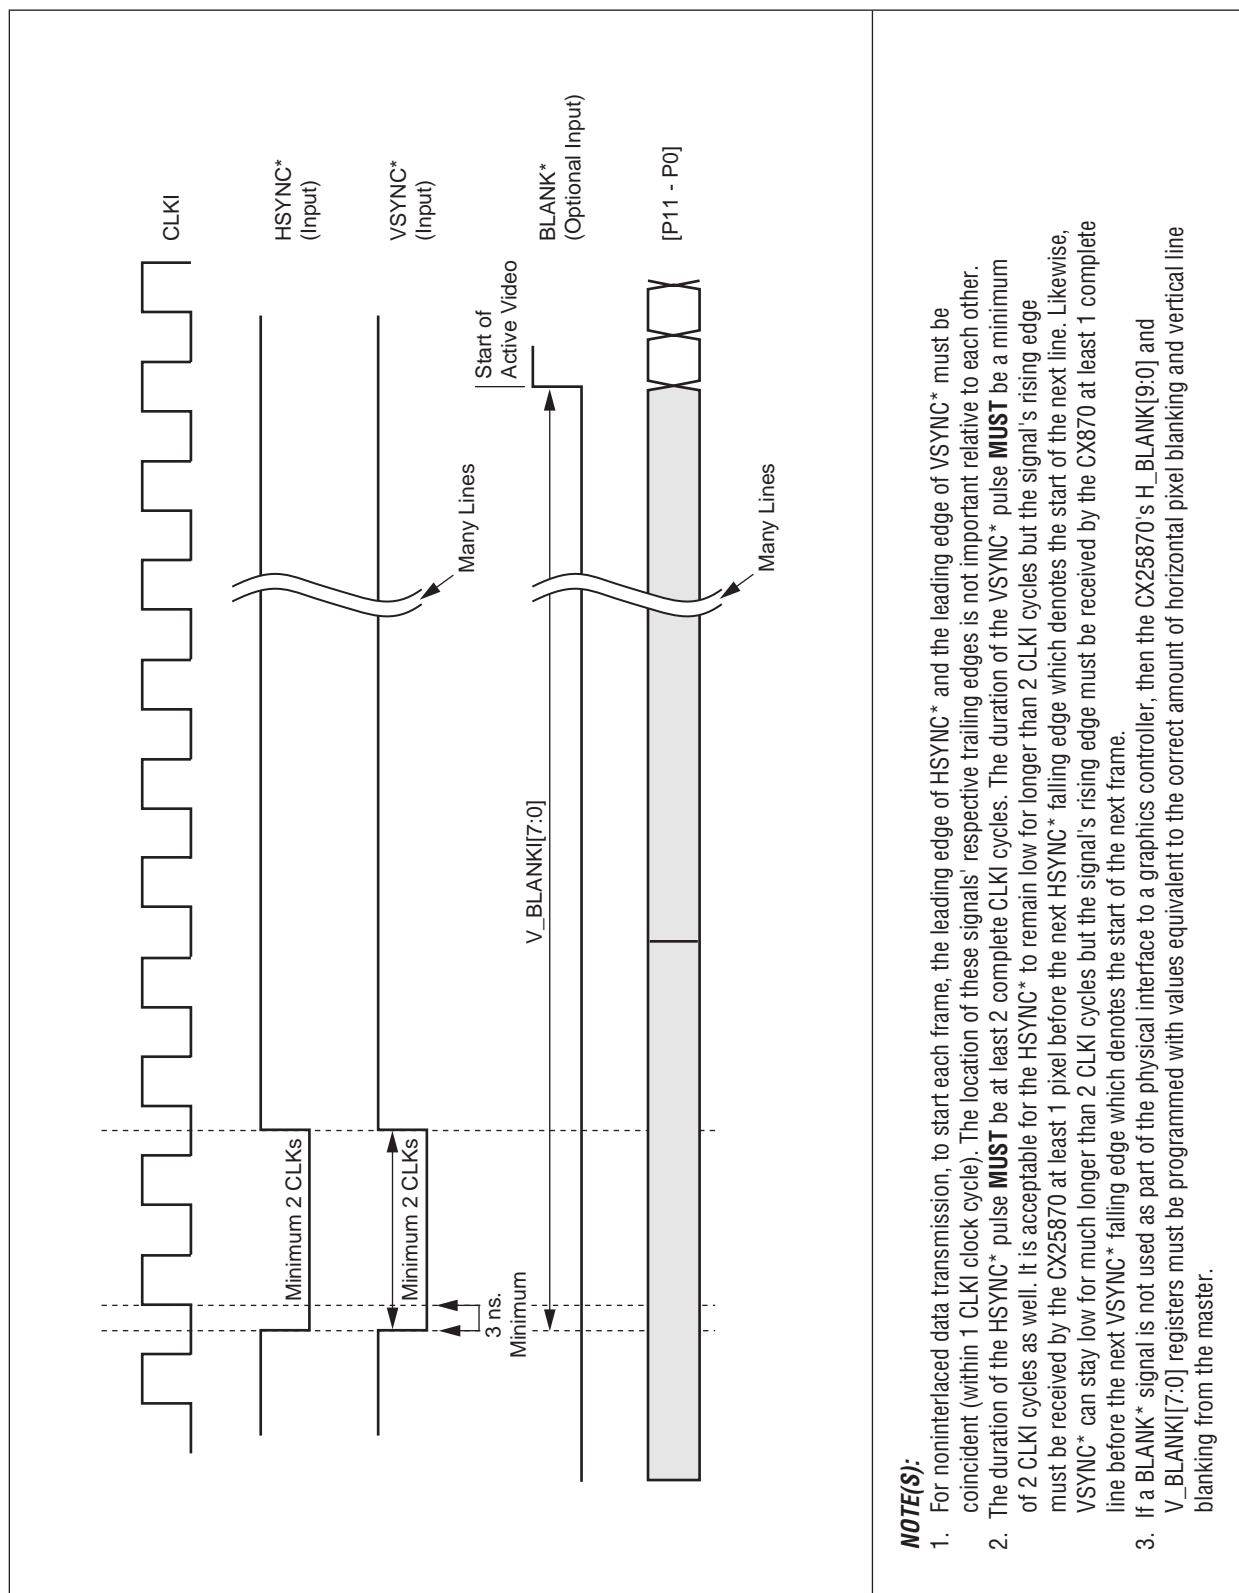 CLKI
HSYNC*
(Input)
VSYNC*
(Input)
BLANK*
(Optional Input)
[P11 - P0]
Start of
Active Video
Many Lines
Many Lines
V_BLANKI[7:0]
Minimum 2 CLKs
Minimum 2 CLKs
3 ns.
Minimum
NOTE(S):
1. For noninterlaced data transmission, to start each frame, the leading edge of HSYNC* and the leading edge of VSYNC* must be
coincident (within 1 CLKI clock cycle). The location of these signals' respective trailing edges is not important relative to each other.
2. The duration of the HSYNC* pulse MUST be at least 2 complete CLKI cycles. The duration of the VSYNC* pulse MUST be a minimum
of 2 CLKI cycles as well. It is acceptable for the HSYNC* to remain low for longer than 2 CLKI cycles but the signal's rising edge
must be received by the CX25870 at least 1 pixel before the next HSYNC* falling edge which denotes the start of the next line. Likewise,
VSYNC* can stay low for much longer than 2 CLKI cycles but the signal's rising edge must be received by the CX870 at least 1 complete
line before the next VSYNC* falling edge which denotes the start of the next frame.
3. If a BLANK* signal is not used as part of the physical interface to a graphics controller, then the CX25870's H_BLANK[9:0] and
V_BLANKI[7:0] registers must be programmed with values equivalent to the correct amount of horizontal pixel blanking and vertical line
blanking from the master.